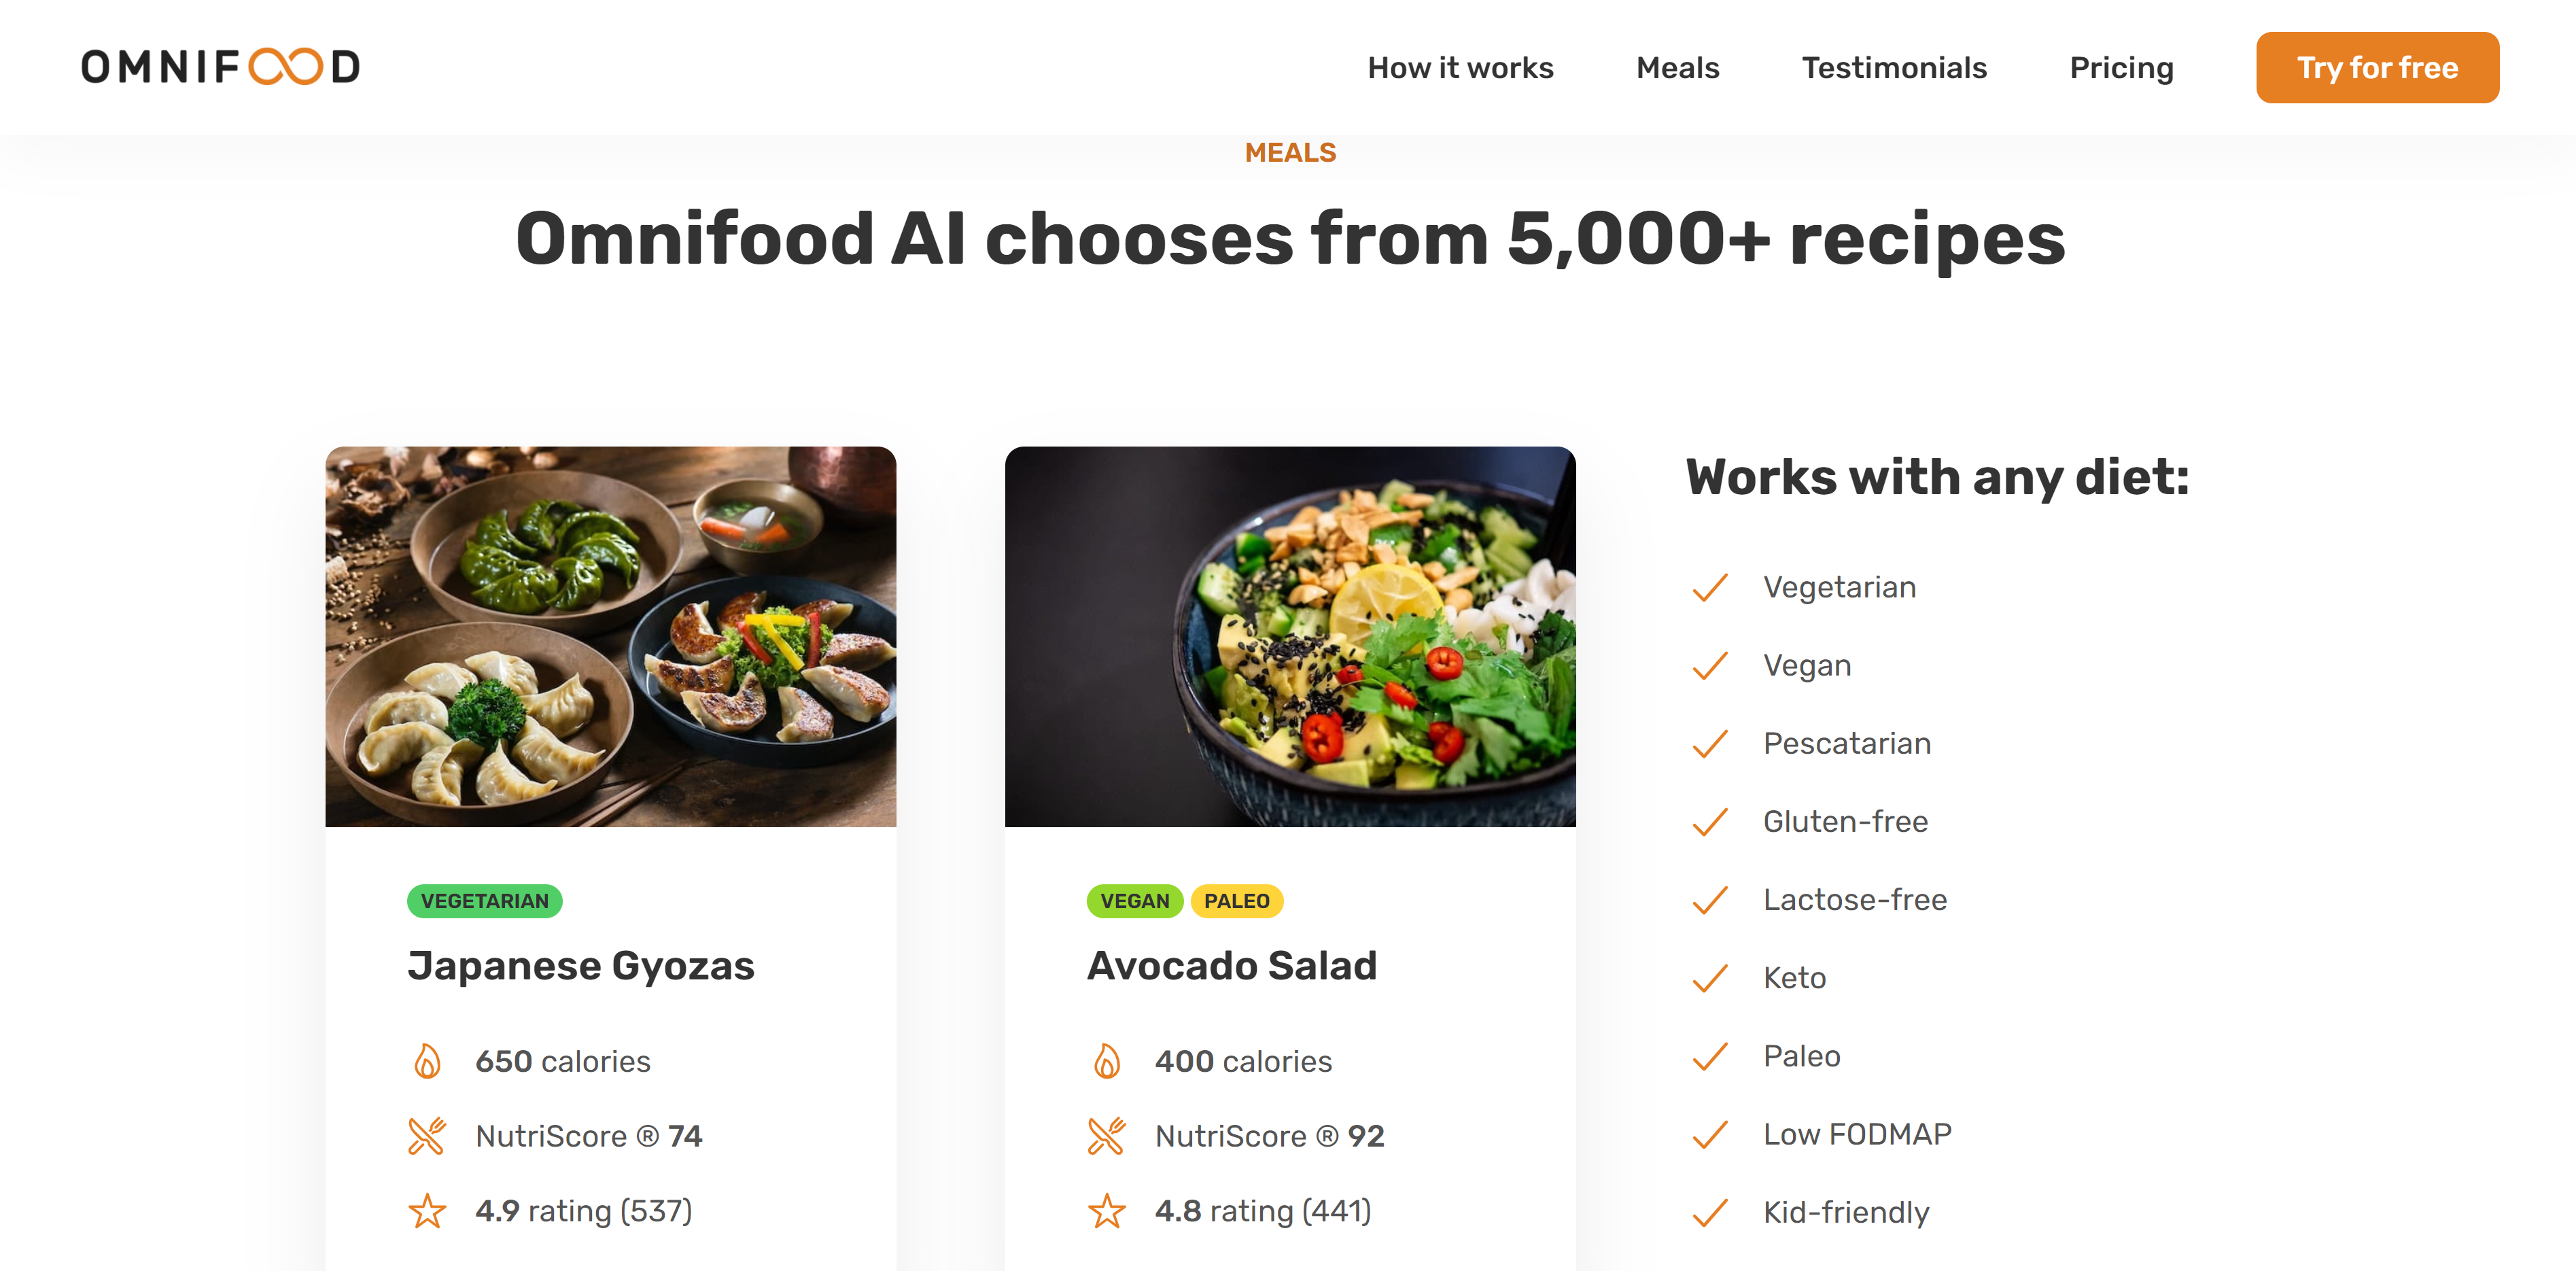 OMNIFOOD
How it works
Meals
Testimonials
Pricing
Try for free
MEALS
Omnifood AI chooses from 5,000+ recipes
VEGETARIAN
Japanese Gyozas
650 calories
NutriScore ® 74
4.9 rating (537)
VEGAN PALEO
Avocado Salad
400 calories
NutriScore ® 92
4.8 rating (441)
Works with any diet:
Vegetarian
Vegan
Pescatarian
Gluten-free
Lactose-free
Keto
Paleo
Low FODMAP
Kid-friendly